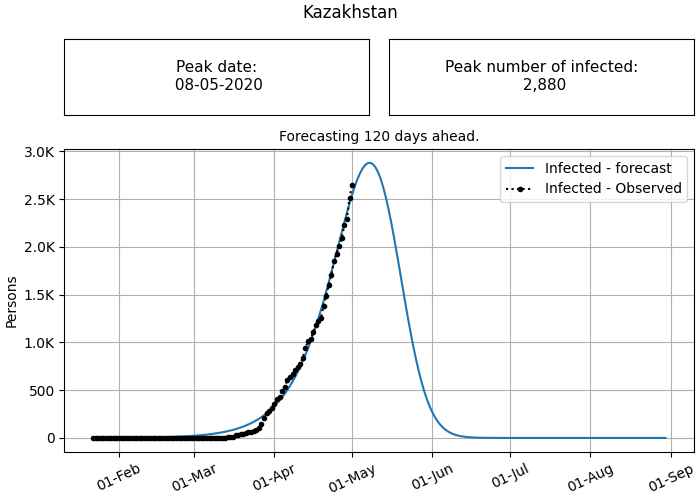 Kazakhstan
Peak date:
08-05-2020
Peak number of infected:
2,880
Forecasting 120 days ahead.
3.0K
2.5K
2.0K
1.5K
1.0K
500
0
Persons
Infected - forecast
Infected - Observed
01-Feb
01-Mar
01-Apr
01-May
01-Jun
01-Jul
01-Aug
01-Sep